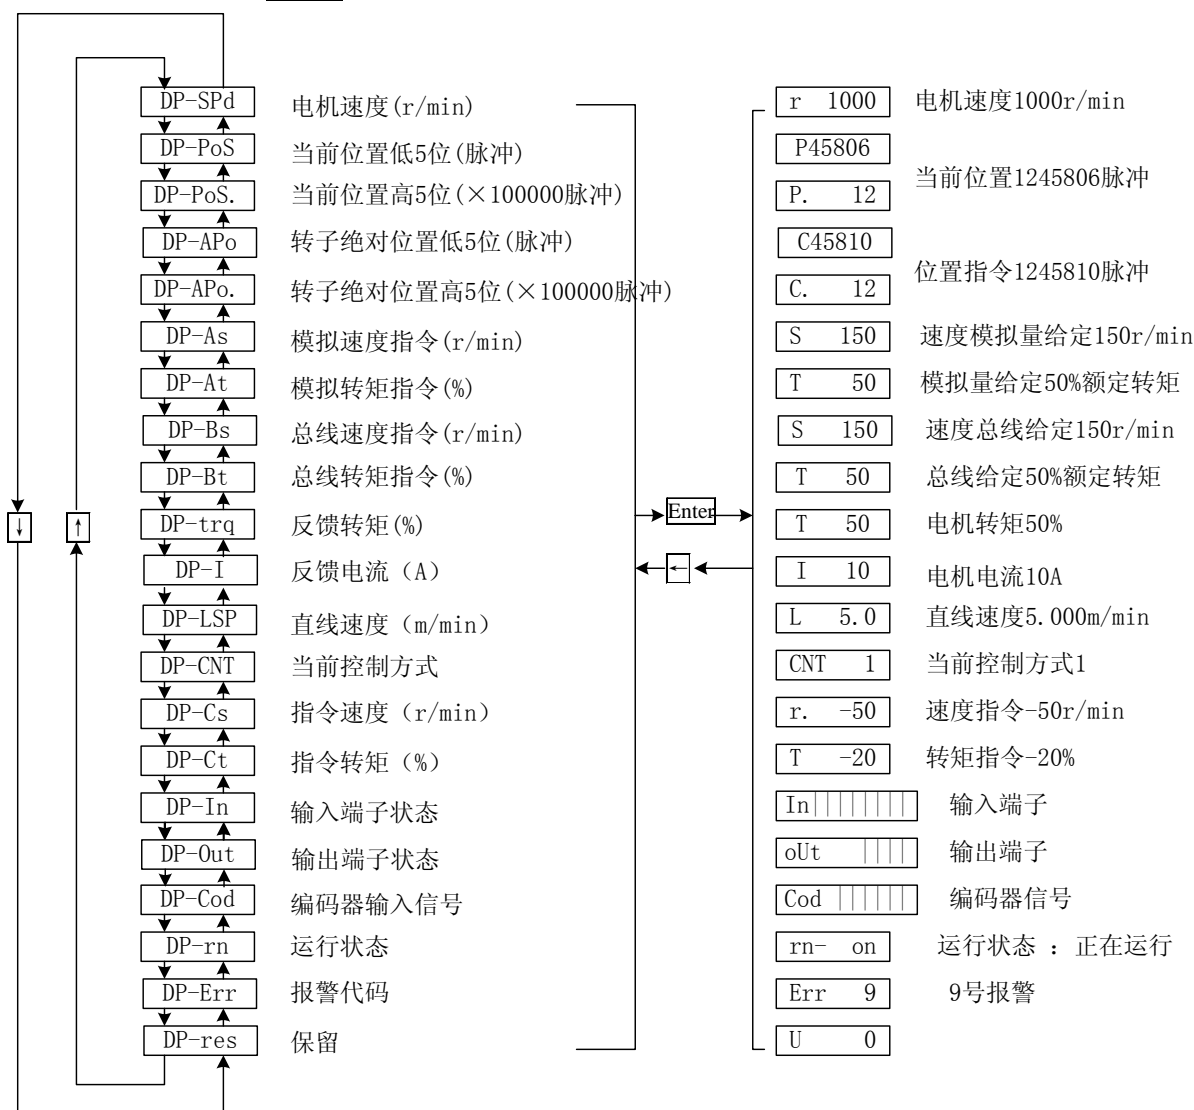 DP-SPd 电机速度(r/min) r 1000 电机速度1000r/min
DP-PoS 当前位置低5位(脉冲) P45806
当前位置1245806脉冲
DP-PoS. 当前位置高5位(×100000脉冲) P. 12
DP-APo 转子绝对位置低5位(脉冲) C45810
位置指令1245810脉冲
DP-APo. 转子绝对位置高5位(×100000脉冲) C. 12
DP-As 模拟速度指令(r/min) S 150 速度模拟量给定150r/min
DP-At 模拟转矩指令(%) T 50 模拟量给定50%额定转矩
DP-Bs 总线速度指令(r/min) S 150 速度总线给定150r/min
DP-Bt 总线转矩指令(%) T 50 总线给定50%额定转矩
↓ ↑ DP-trq 反馈转矩(%) Enter T 50 电机转矩50%
DP-I 反馈电流（A） ← I 10 电机电流10A
DP-LSP 直线速度（m/min） L 5.0 直线速度5.000m/min
DP-CNT 当前控制方式 CNT 1 当前控制方式1
DP-Cs 指令速度（r/min） r. -50 速度指令-50r/min
DP-Ct 指令转矩（%） T -20 转矩指令-20%
DP-In 输入端子状态 In 输入端子
DP-Out 输出端子状态 oUt 输出端子
DP-Cod 编码器输入信号 Cod 编码器信号
DP-rn 运行状态 rn- on 运行状态 ：正在运行
DP-Err 报警代码 Err 9 9号报警
DP-res 保留 U 0